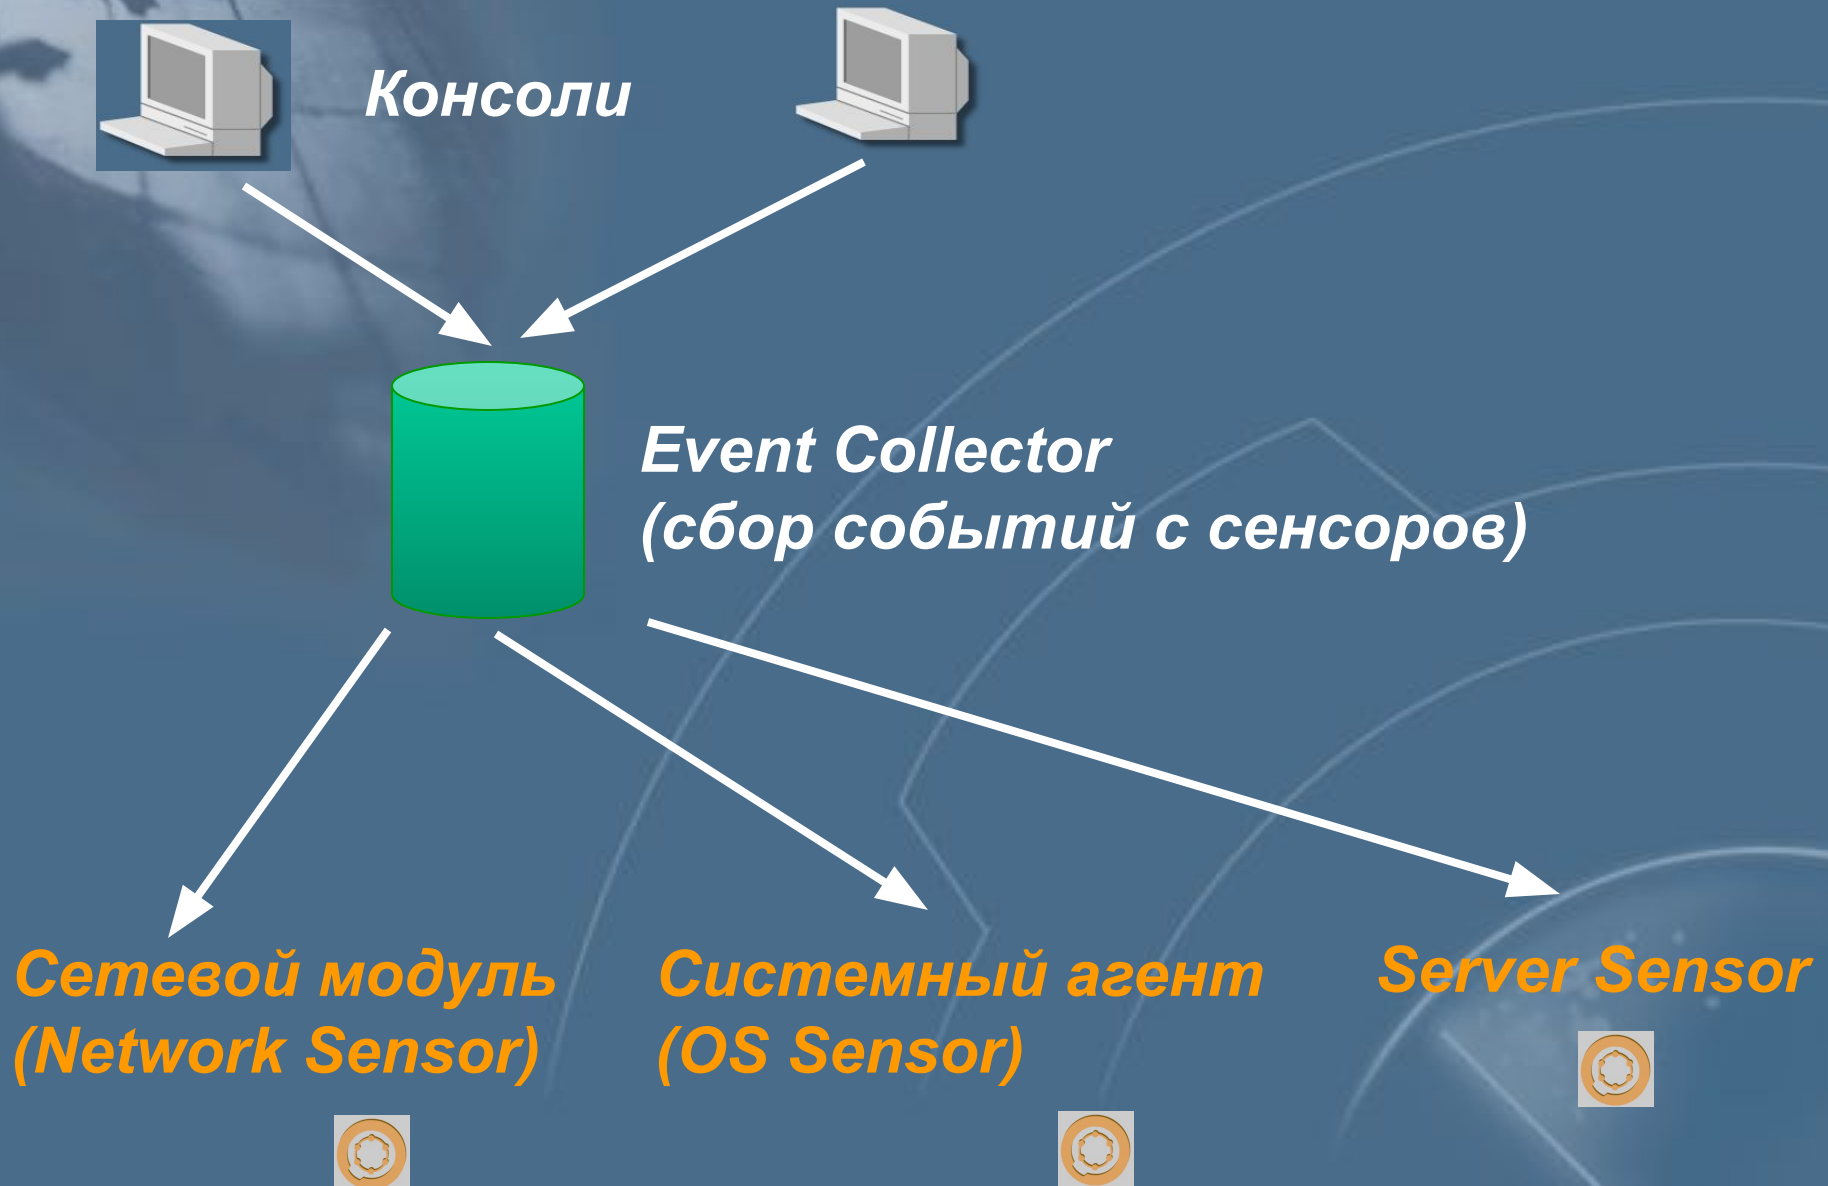 Консоли
Event Collector
(сбор событий с сенсоров)
Сетевой модуль
(Network Sensor)
Системный агент
(OS Sensor)
Server Sensor